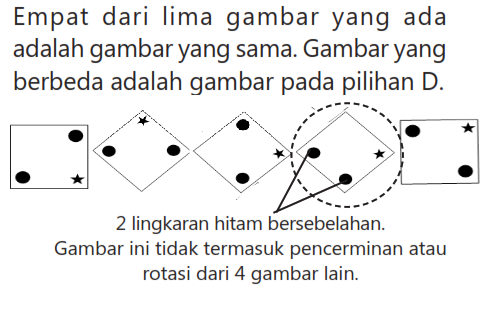 Empat dari lima gambar yang ada
adalah gambar yang sama. Gambar yang
berbeda adalah gambar pada pilihan D.
2 lingkaran hitam bersebelahan.
Gambar ini tidak termasuk pencerminan atau
rotasi dari 4 gambar lain.